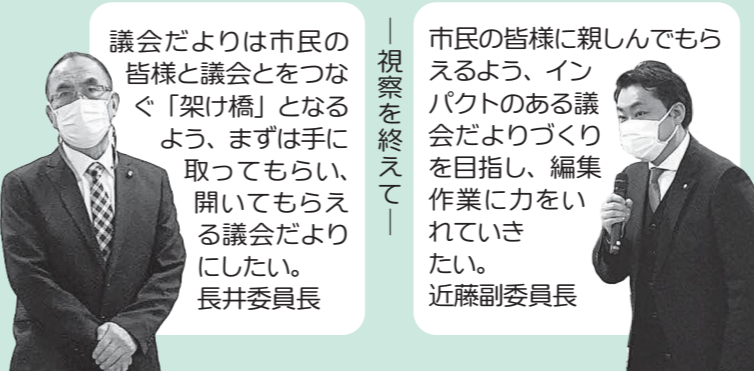 議会だよりは市民の
皆様と議会とをつな
ぐ「架け橋」となる
よう、まずは手に
取ってもらい、
開いてもらえ
る議会だより
にしたい。
長井委員長
―視察を終えて―
市民の皆様に親しんでもら
えるよう、イン
パクトのある議
会だよりづくり
を目指し、編集
作業に力をい
れていき
たい。
近藤副委員長